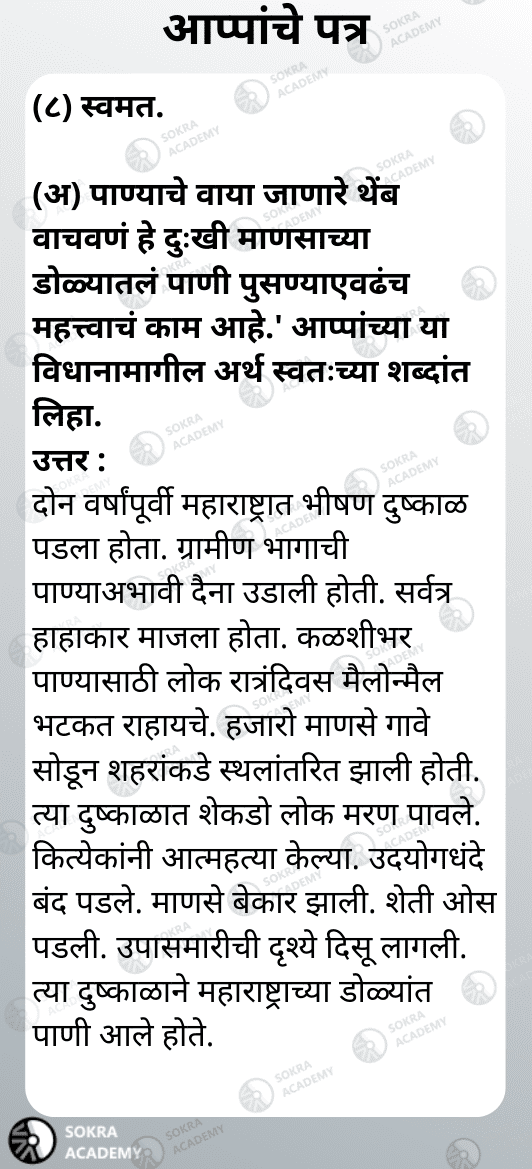 आप्पांचे पत्र
(८) स्वमत.
(अ) पाण्याचे वाया जाणारे थेंब
वाचवणं हे दुःखी माणसाच्या
डोळ्यातलं पाणी पुसण्याएवढंच
महत्त्वाचं काम आहे.' आप्पांच्या या
विधानामागील अर्थ स्वतःच्या शब्दांत
लिहा.
उत्तर :
दोन वर्षांपूर्वी महाराष्ट्रात भीषण दुष्काळ
पडला होता. ग्रामीण भागाची
पाण्याअभावी दैना उडाली होती. सर्वत्र
हाहाकार माजला होता. कळशीभर
पाण्यासाठी लोक रात्रंदिवस मैलोन्मैल
भटकत राहायचे. हजारो माणसे गावे
सोडून शहरांकडे स्थलांतरित झाली होती.
त्या दुष्काळात शेकडो लोक मरण पावले.
कित्येकांनी आत्महत्या केल्या. उदयोगधंदे
बंद पडले. माणसे बेकार झाली. शेती ओस
पडली. उपासमारीची दृश्ये दिसू लागली.
त्या दुष्काळाने महाराष्ट्राच्या डोळ्यांत
पाणी आले होते.
SOKRA
ACADEMY